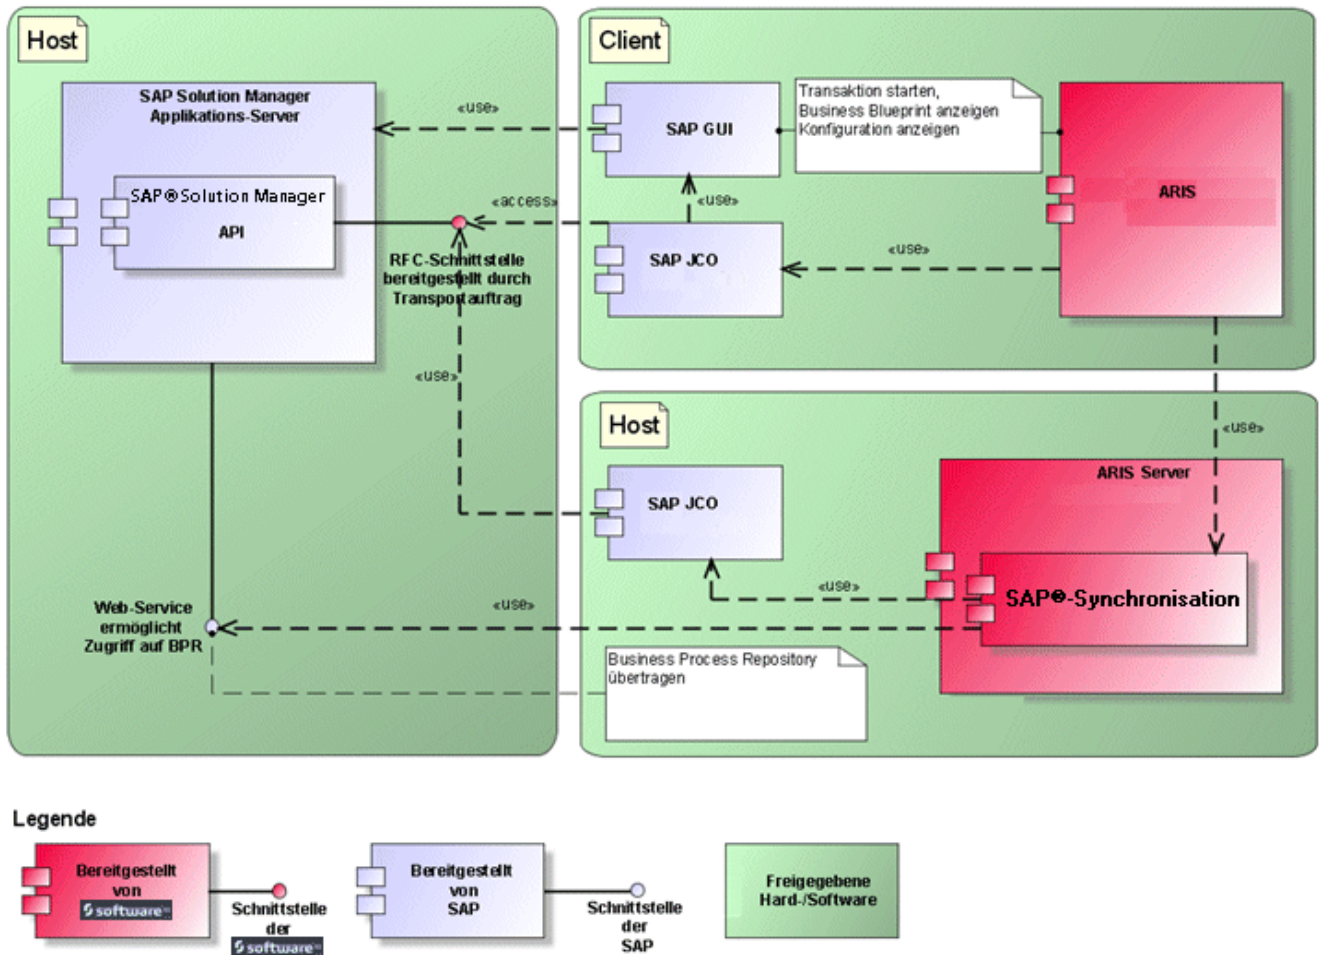 Host
SAP Solution Manager
Applikations-Server
SAP®Solution Manager
API
«use»
«access»
RFC-Schnittstelle
bereitgestellt durch
Transportauftrag
«use»
Web-Service
ermöglicht
Zugriff auf BPR
«use»
Client
SAP GUI
Transaktion starten,
Business Blueprint anzeigen
Konfiguration anzeigen
ARIS
«use»
SAP JCO
«use»
Host
«use»
SAP JCO
ARIS Server
«use»
SAP®-Synchronisation
Business Process Repository
übertragen
Legende
Bereitgestellt
von
software
Schnittstelle
der
software
Bereitgestellt
von
SAP
Schnittstelle
der
SAP
Freigegebene
Hard-/Software